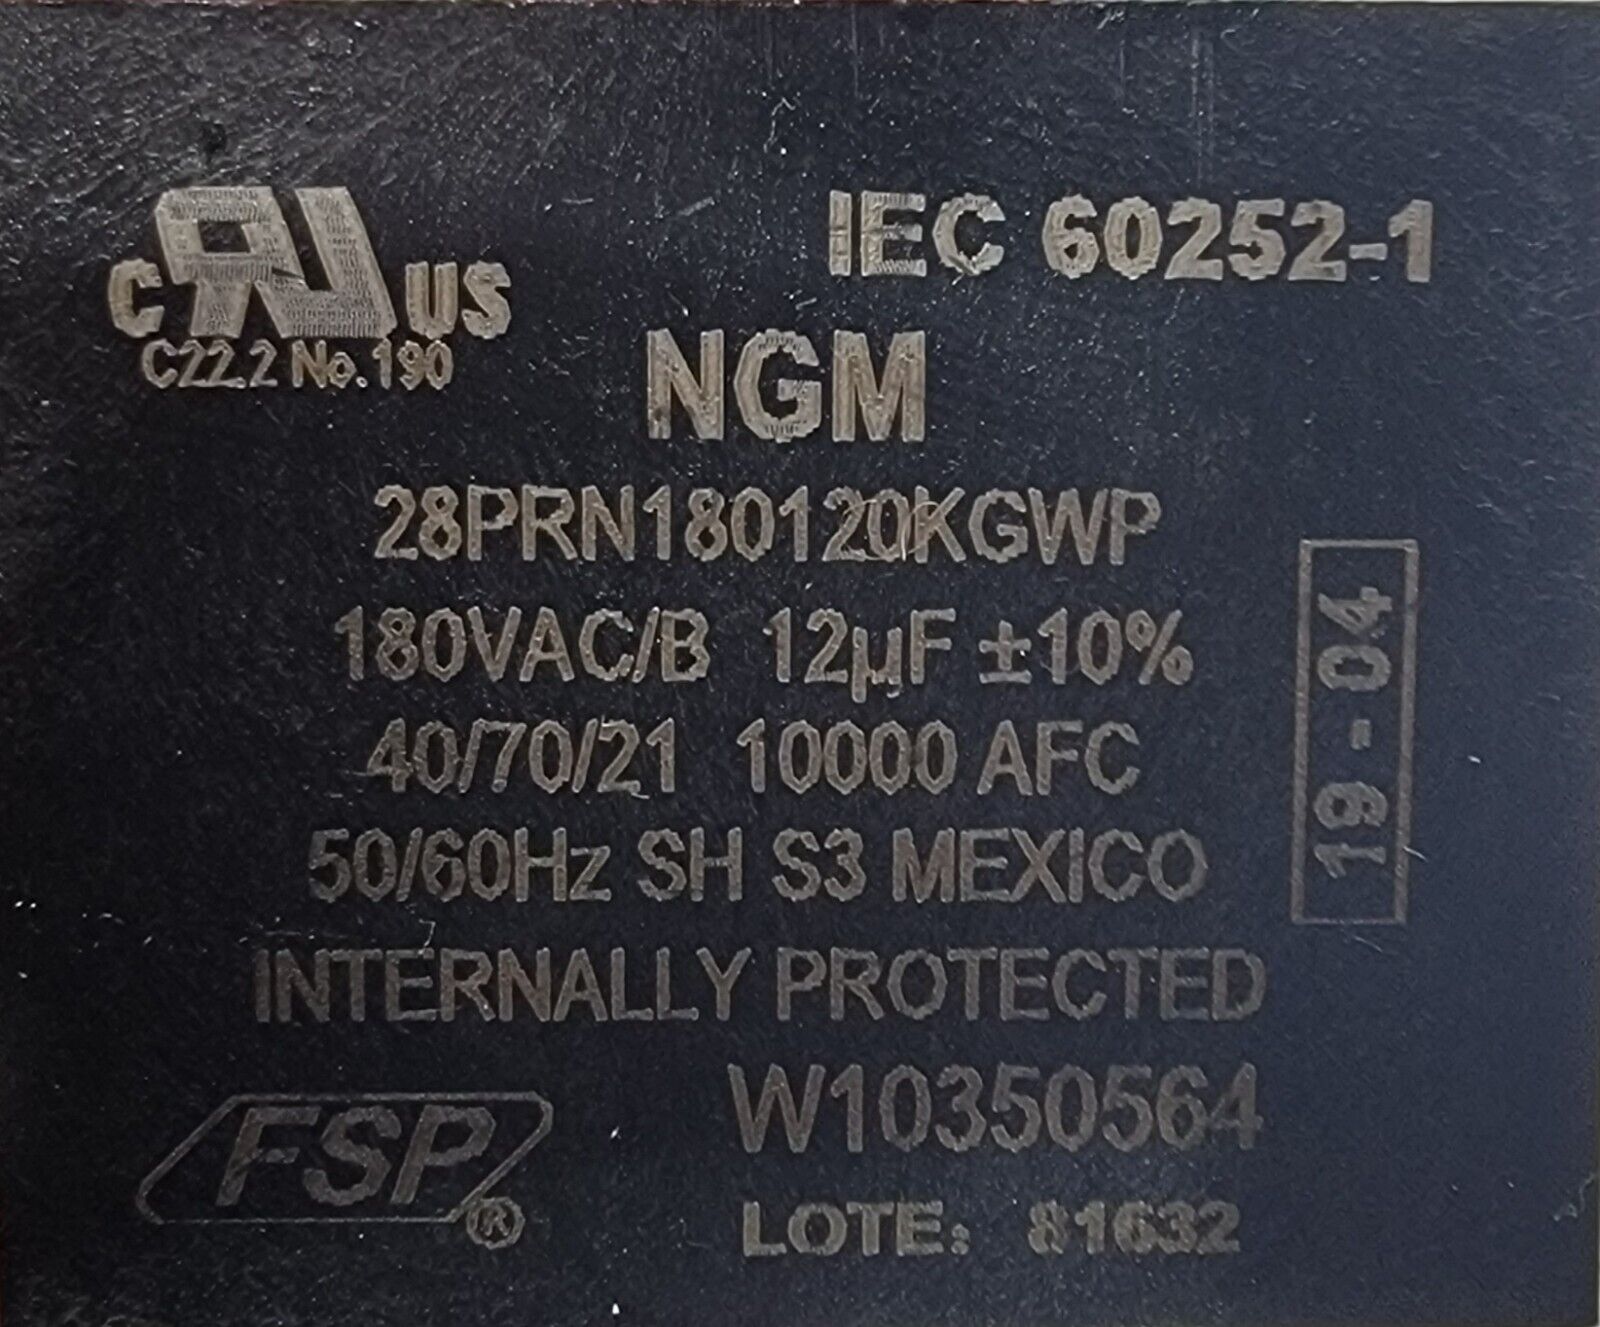 IEC 60252-1
C RU US
C22.2 No.190
NGM
28PRN180120KGWP
180VAC/B 12µF ±10%
40/70/21 10000 AFC
50/60Hz SH S3 MEXICO
19-04
INTERNALLY PROTECTED
W10350564
FSP®
LOTE: 81632